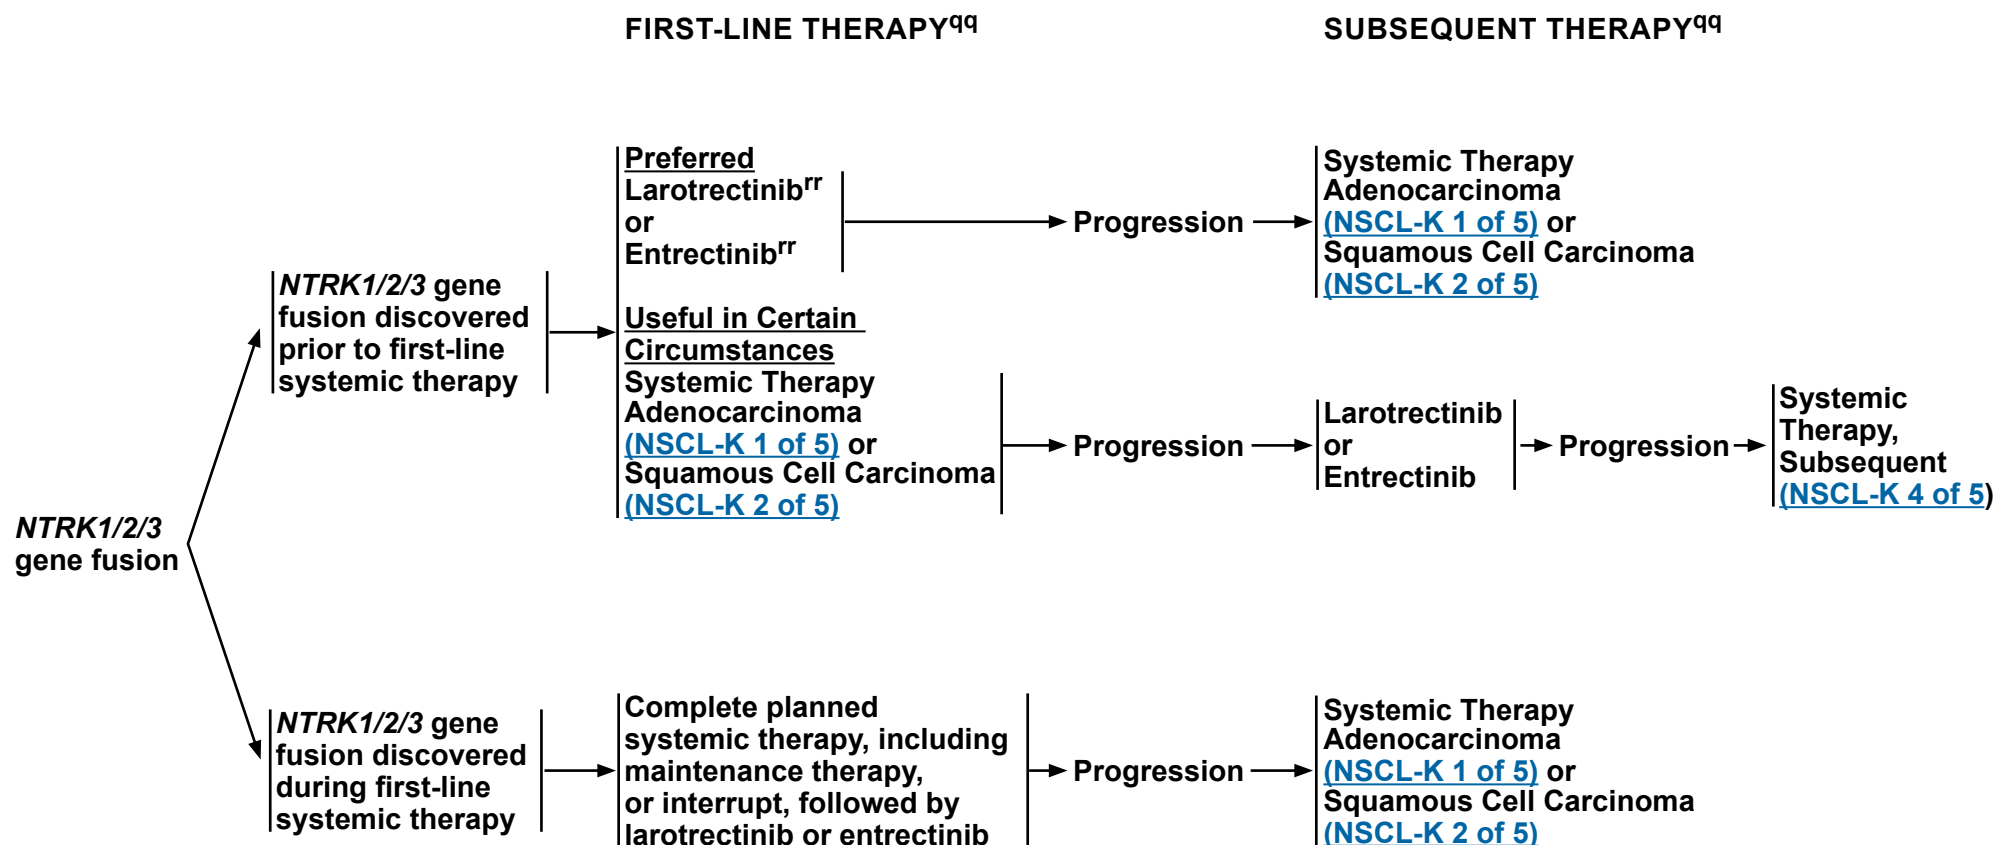 FIRST-LINE THERAPYqq
SUBSEQUENT THERAPYqq
NTRK1/2/3
gene fusion
NTRK1/2/3 gene
fusion discovered
prior to first-line
systemic therapy
Preferred
Larotrectinibrr
or
Entrectinibrr
Progression
Systemic Therapy
Adenocarcinoma
(NSCL-K 1 of 5) or
Squamous Cell Carcinoma
(NSCL-K 2 of 5)
Useful in Certain
Circumstances
Systemic Therapy
Adenocarcinoma
(NSCL-K 1 of 5) or
Squamous Cell Carcinoma
(NSCL-K 2 of 5)
Progression
Larotrectinib
or
Entrectinib
Progression
Systemic
Therapy,
Subsequent
(NSCL-K 4 of 5)
NTRK1/2/3 gene
fusion discovered
during first-line
systemic therapy
Complete planned
systemic therapy, including
maintenance therapy,
or interrupt, followed by
larotrectinib or entrectinib
Progression
Systemic Therapy
Adenocarcinoma
(NSCL-K 1 of 5) or
Squamous Cell Carcinoma
(NSCL-K 2 of 5)